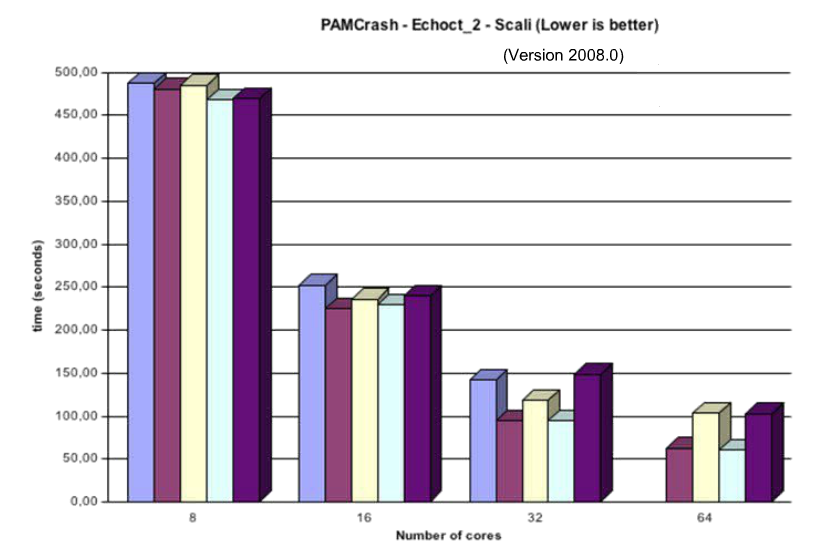 PAMCrash - Echoct_2 - Scali (Lower is better)
(Version 2008.0)
500,00
450,00
400,00
350,00
300,00
250,00
200,00
150,00
100,00
50,00
0,00
time (seconds)
8 16 32 64
Number of cores